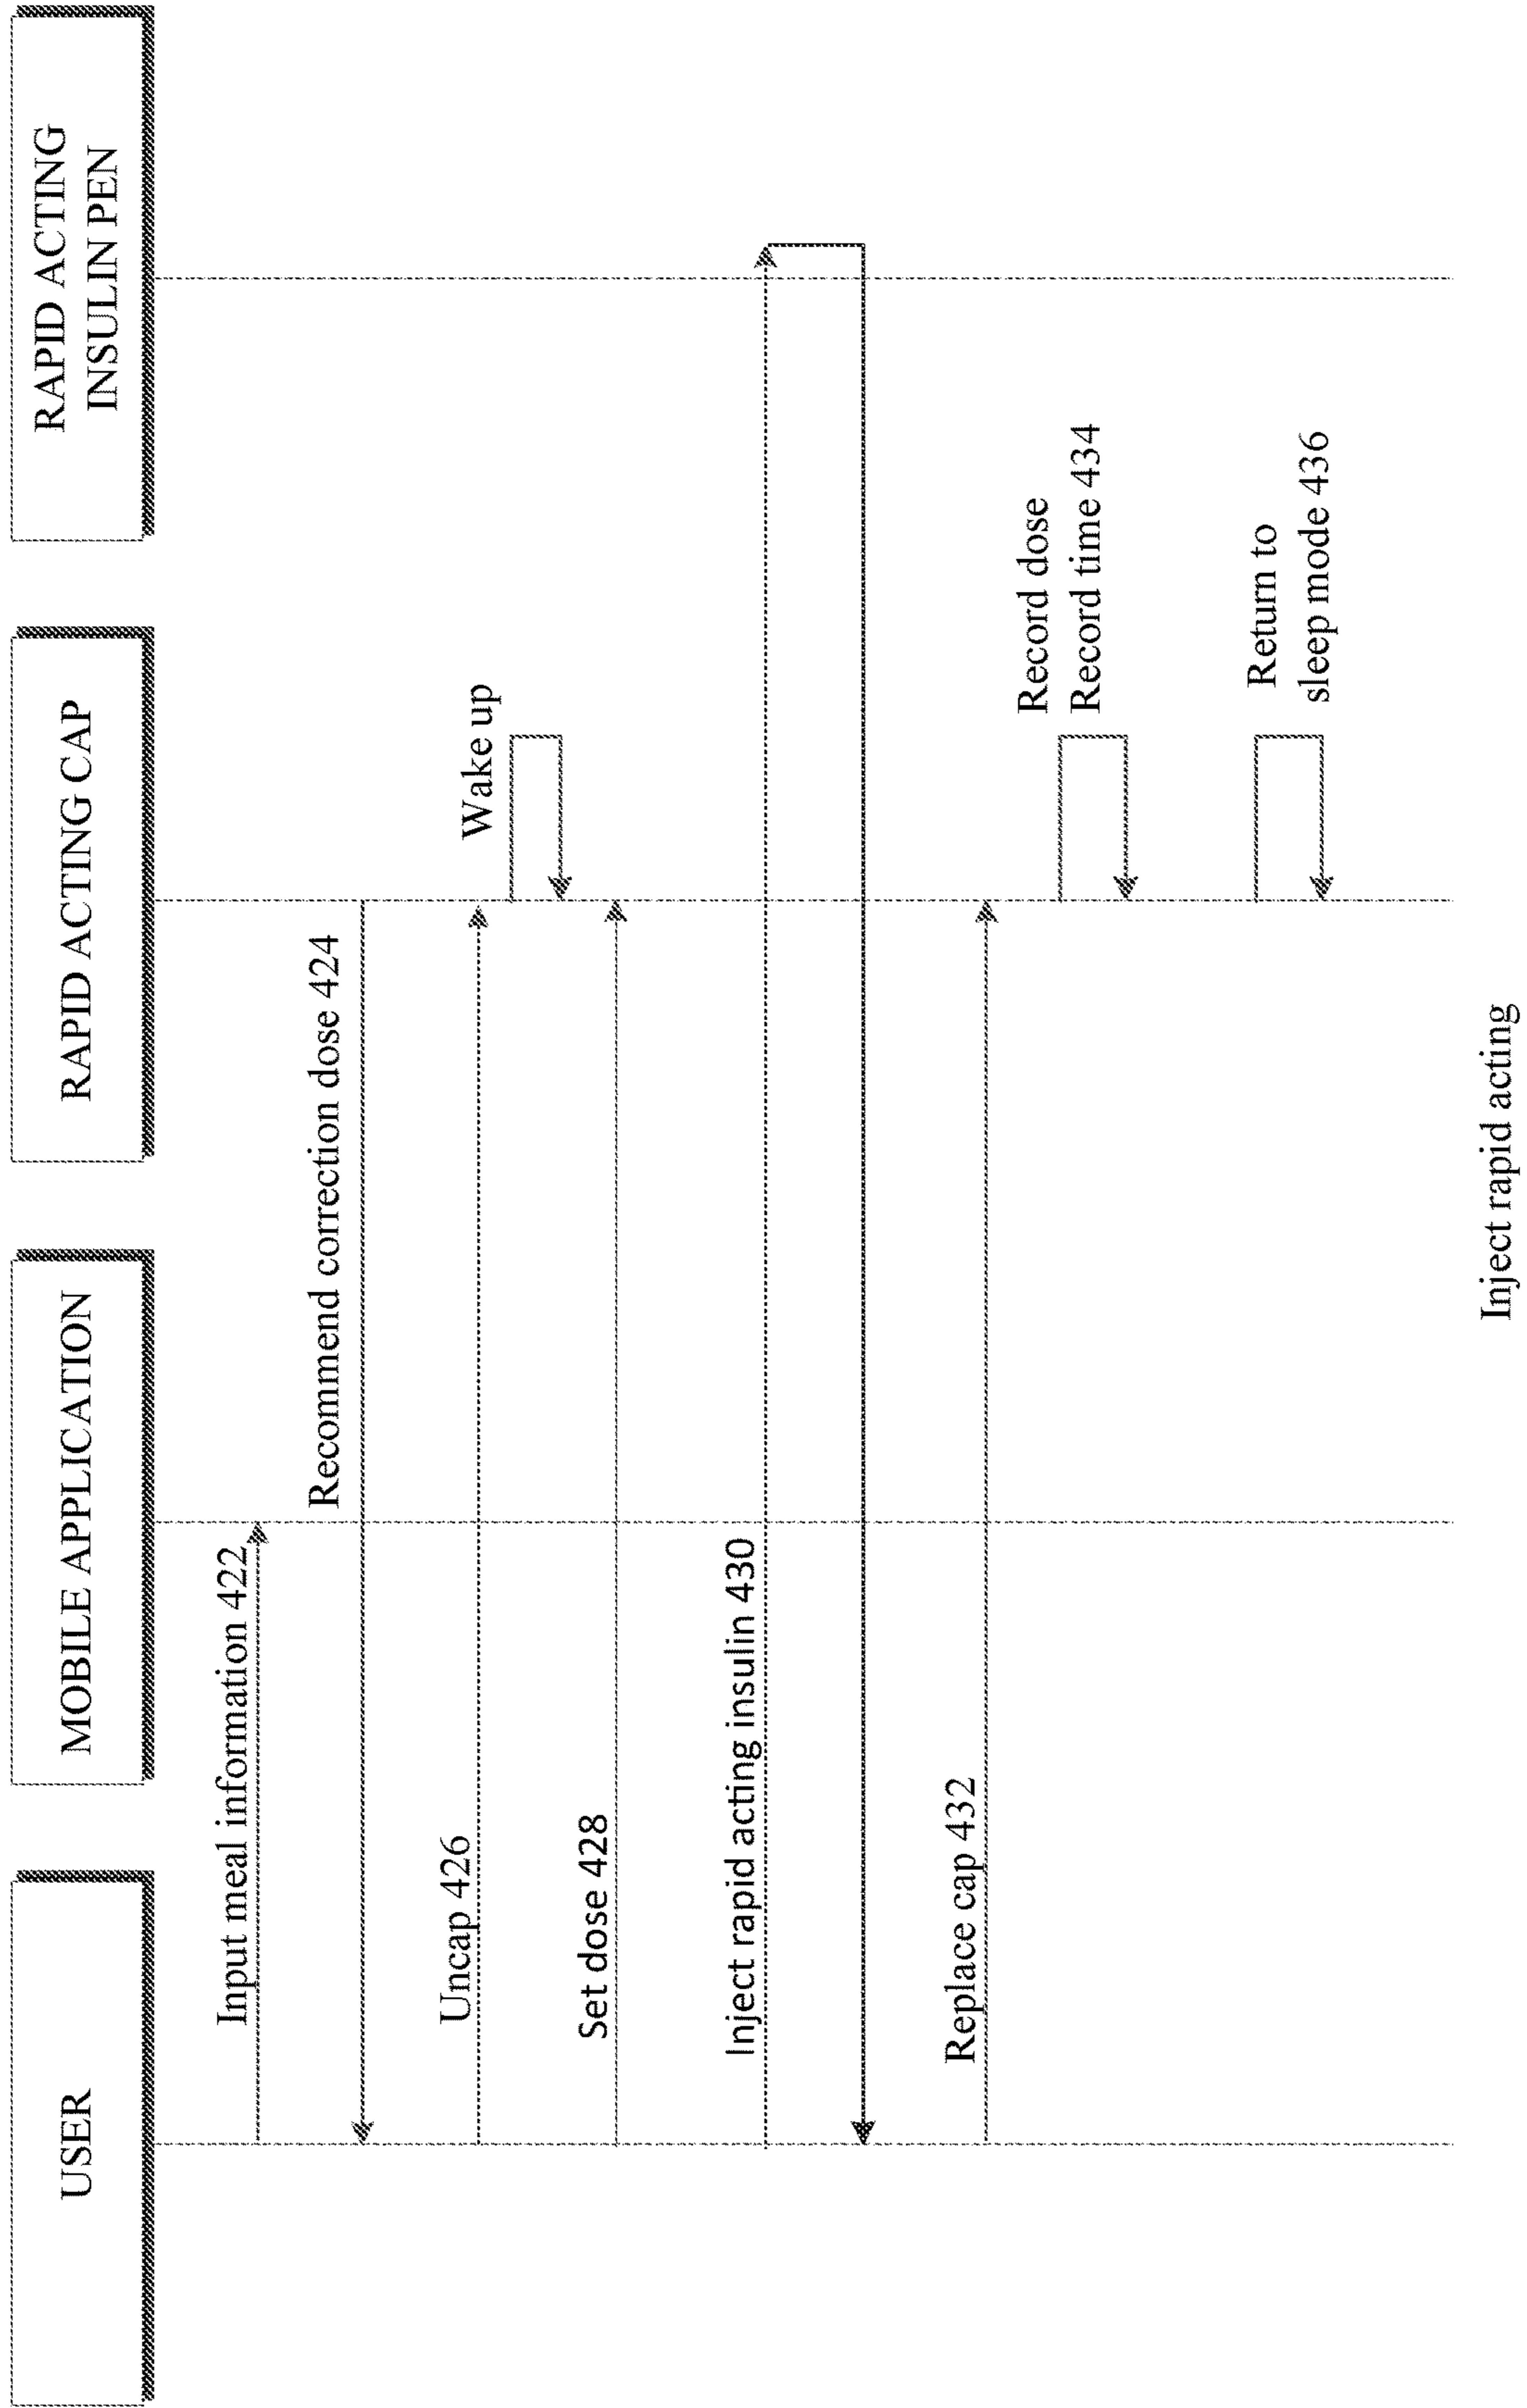 USER
MOBILE APPLICATION
RAPID ACTING CAP
RAPID ACTING
INSULIN PEN
Input meal information 422
Recommend correction dose 424
Uncap 426
Wake up
Set dose 428
Inject rapid acting insulin 430
Replace cap 432
Record dose
Record time 434
Return to
sleep mode 436
Inject rapid acting